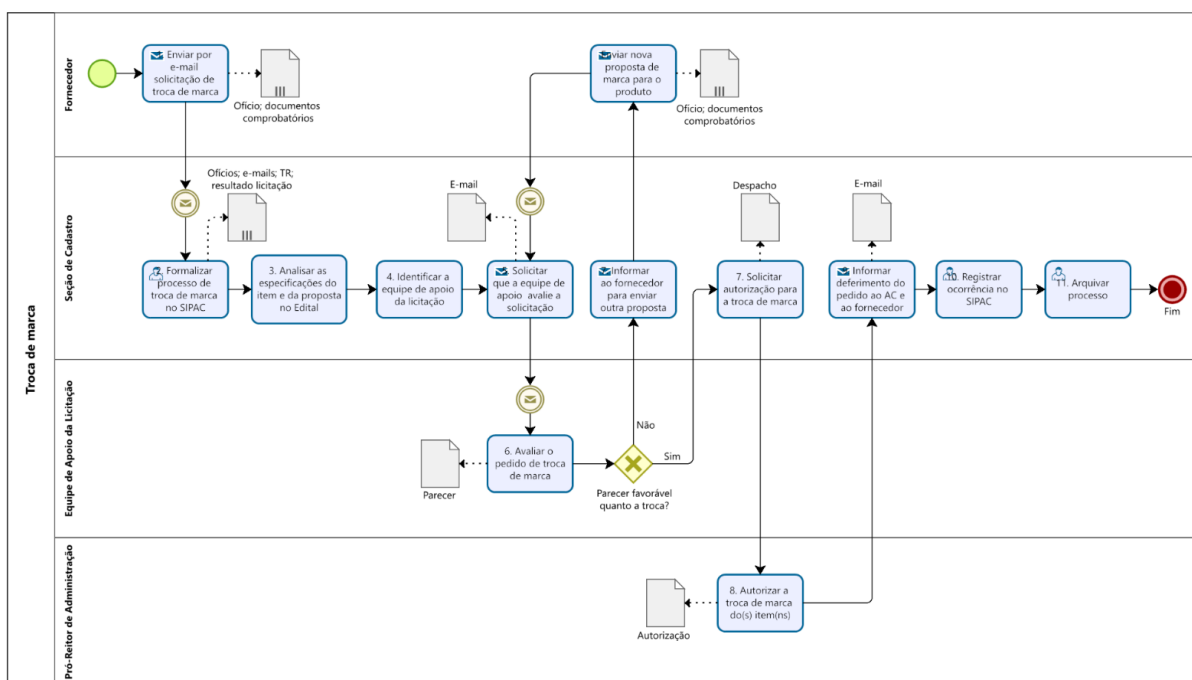 Troca de marca
Fornecedor
Enviar por
e-mail
solicitação de
troca de marca
Ofício; documentos
comprobatórios
viar nova
proposta de
marca para o
produto
Ofício; documentos
comprobatórios
Seção de Cadastro
Ofícios; e-mails; TR;
resultado licitação
E-mail
Despacho
E-mail
Formalizar
processo de
troca de marca
no SIPAC
3. Analisar as
especificações do
item e da proposta
no Edital
4. Identificar a
equipe de apoio
da licitação
Solicitar
que a equipe de
apoio avalie a
solicitação
Informar
ao fornecedor
para enviar
outra proposta
7. Solicitar
autorização para
a troca de marca
Informar
deferimento do
pedido ao AC e
ao fornecedor
0. Registrar
ocorrência no
SIPAC
11. Arquivar
processo
Fim
Equipe de Apoio da Licitação
Parecer
6. Avaliar o
pedido de troca
de marca
Não
Sim
Parecer favorável
quanto a troca?
Pró-Reitor de Administração
Autorização
8. Autorizar a
troca de marca
do(s) item(ns)